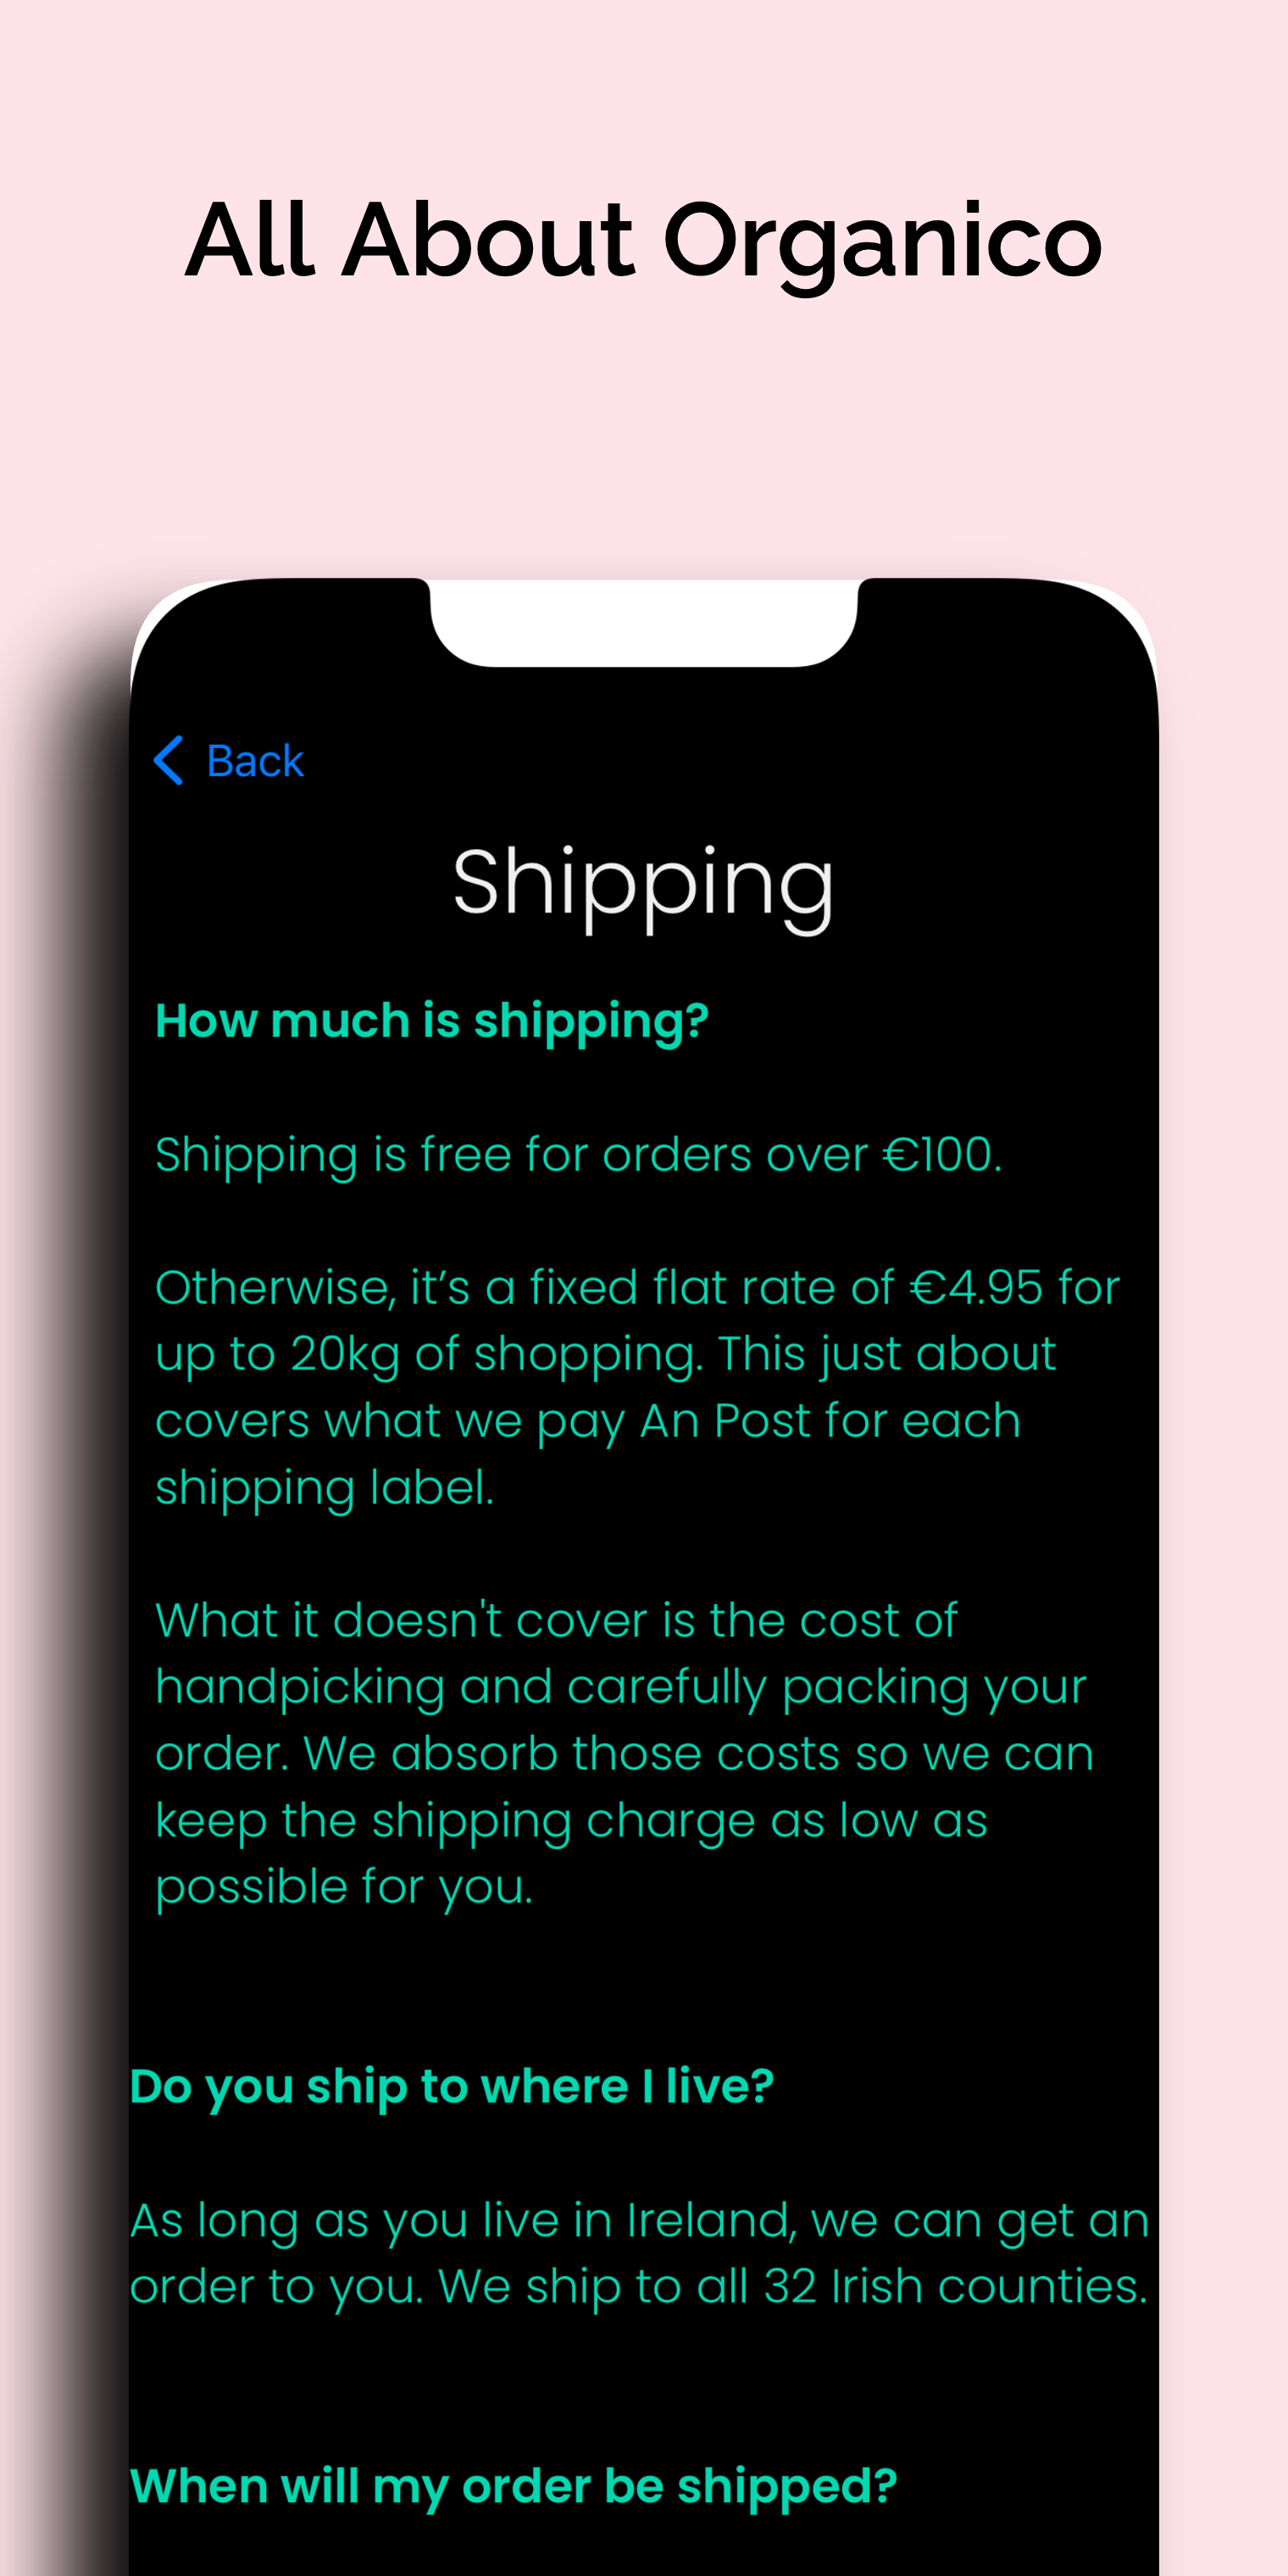 All About Organico
Back
Shipping
How much is shipping?
Shipping is free for orders over €100.
Otherwise, it’s a fixed flat rate of €4.95 for
up to 20kg of shopping. This just about
covers what we pay An Post for each
shipping label.
What it doesn't cover is the cost of
handpicking and carefully packing your
order. We absorb those costs so we can
keep the shipping charge as low as
possible for you.
Do you ship to where I live?
As long as you live in Ireland, we can get an
order to you. We ship to all 32 Irish counties.
When will my order be shipped?